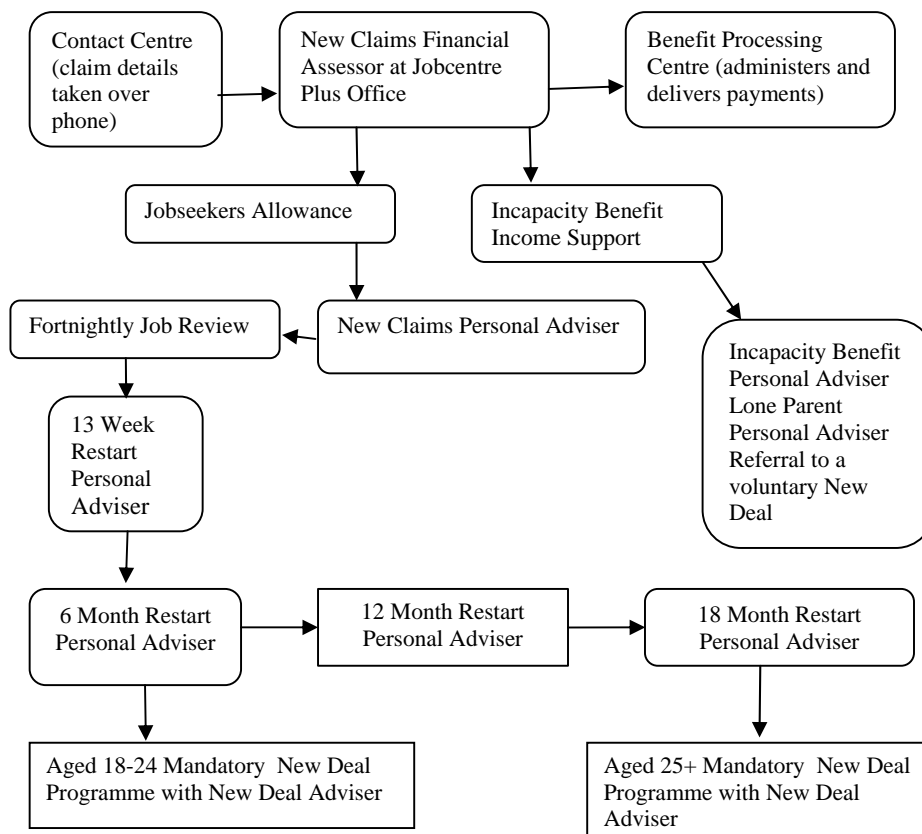 Contact Centre
(claim details
taken over
phone)
New Claims Financial
Assessor at Jobcentre
Plus Office
Benefit Processing
Centre (administers and
delivers payments)
Jobseekers Allowance
Incapacity Benefit
Income Support
Fortnightly Job Review
New Claims Personal Adviser
Incapacity Benefit
Personal Adviser
Lone Parent
Personal Adviser
Referral to a
voluntary New
Deal
13 Week
Restart
Personal
Adviser
6 Month Restart
Personal Adviser
12 Month Restart
Personal Adviser
18 Month Restart
Personal Adviser
Aged 18-24 Mandatory New Deal
Programme with New Deal Adviser
Aged 25+ Mandatory New Deal
Programme with New Deal
Adviser